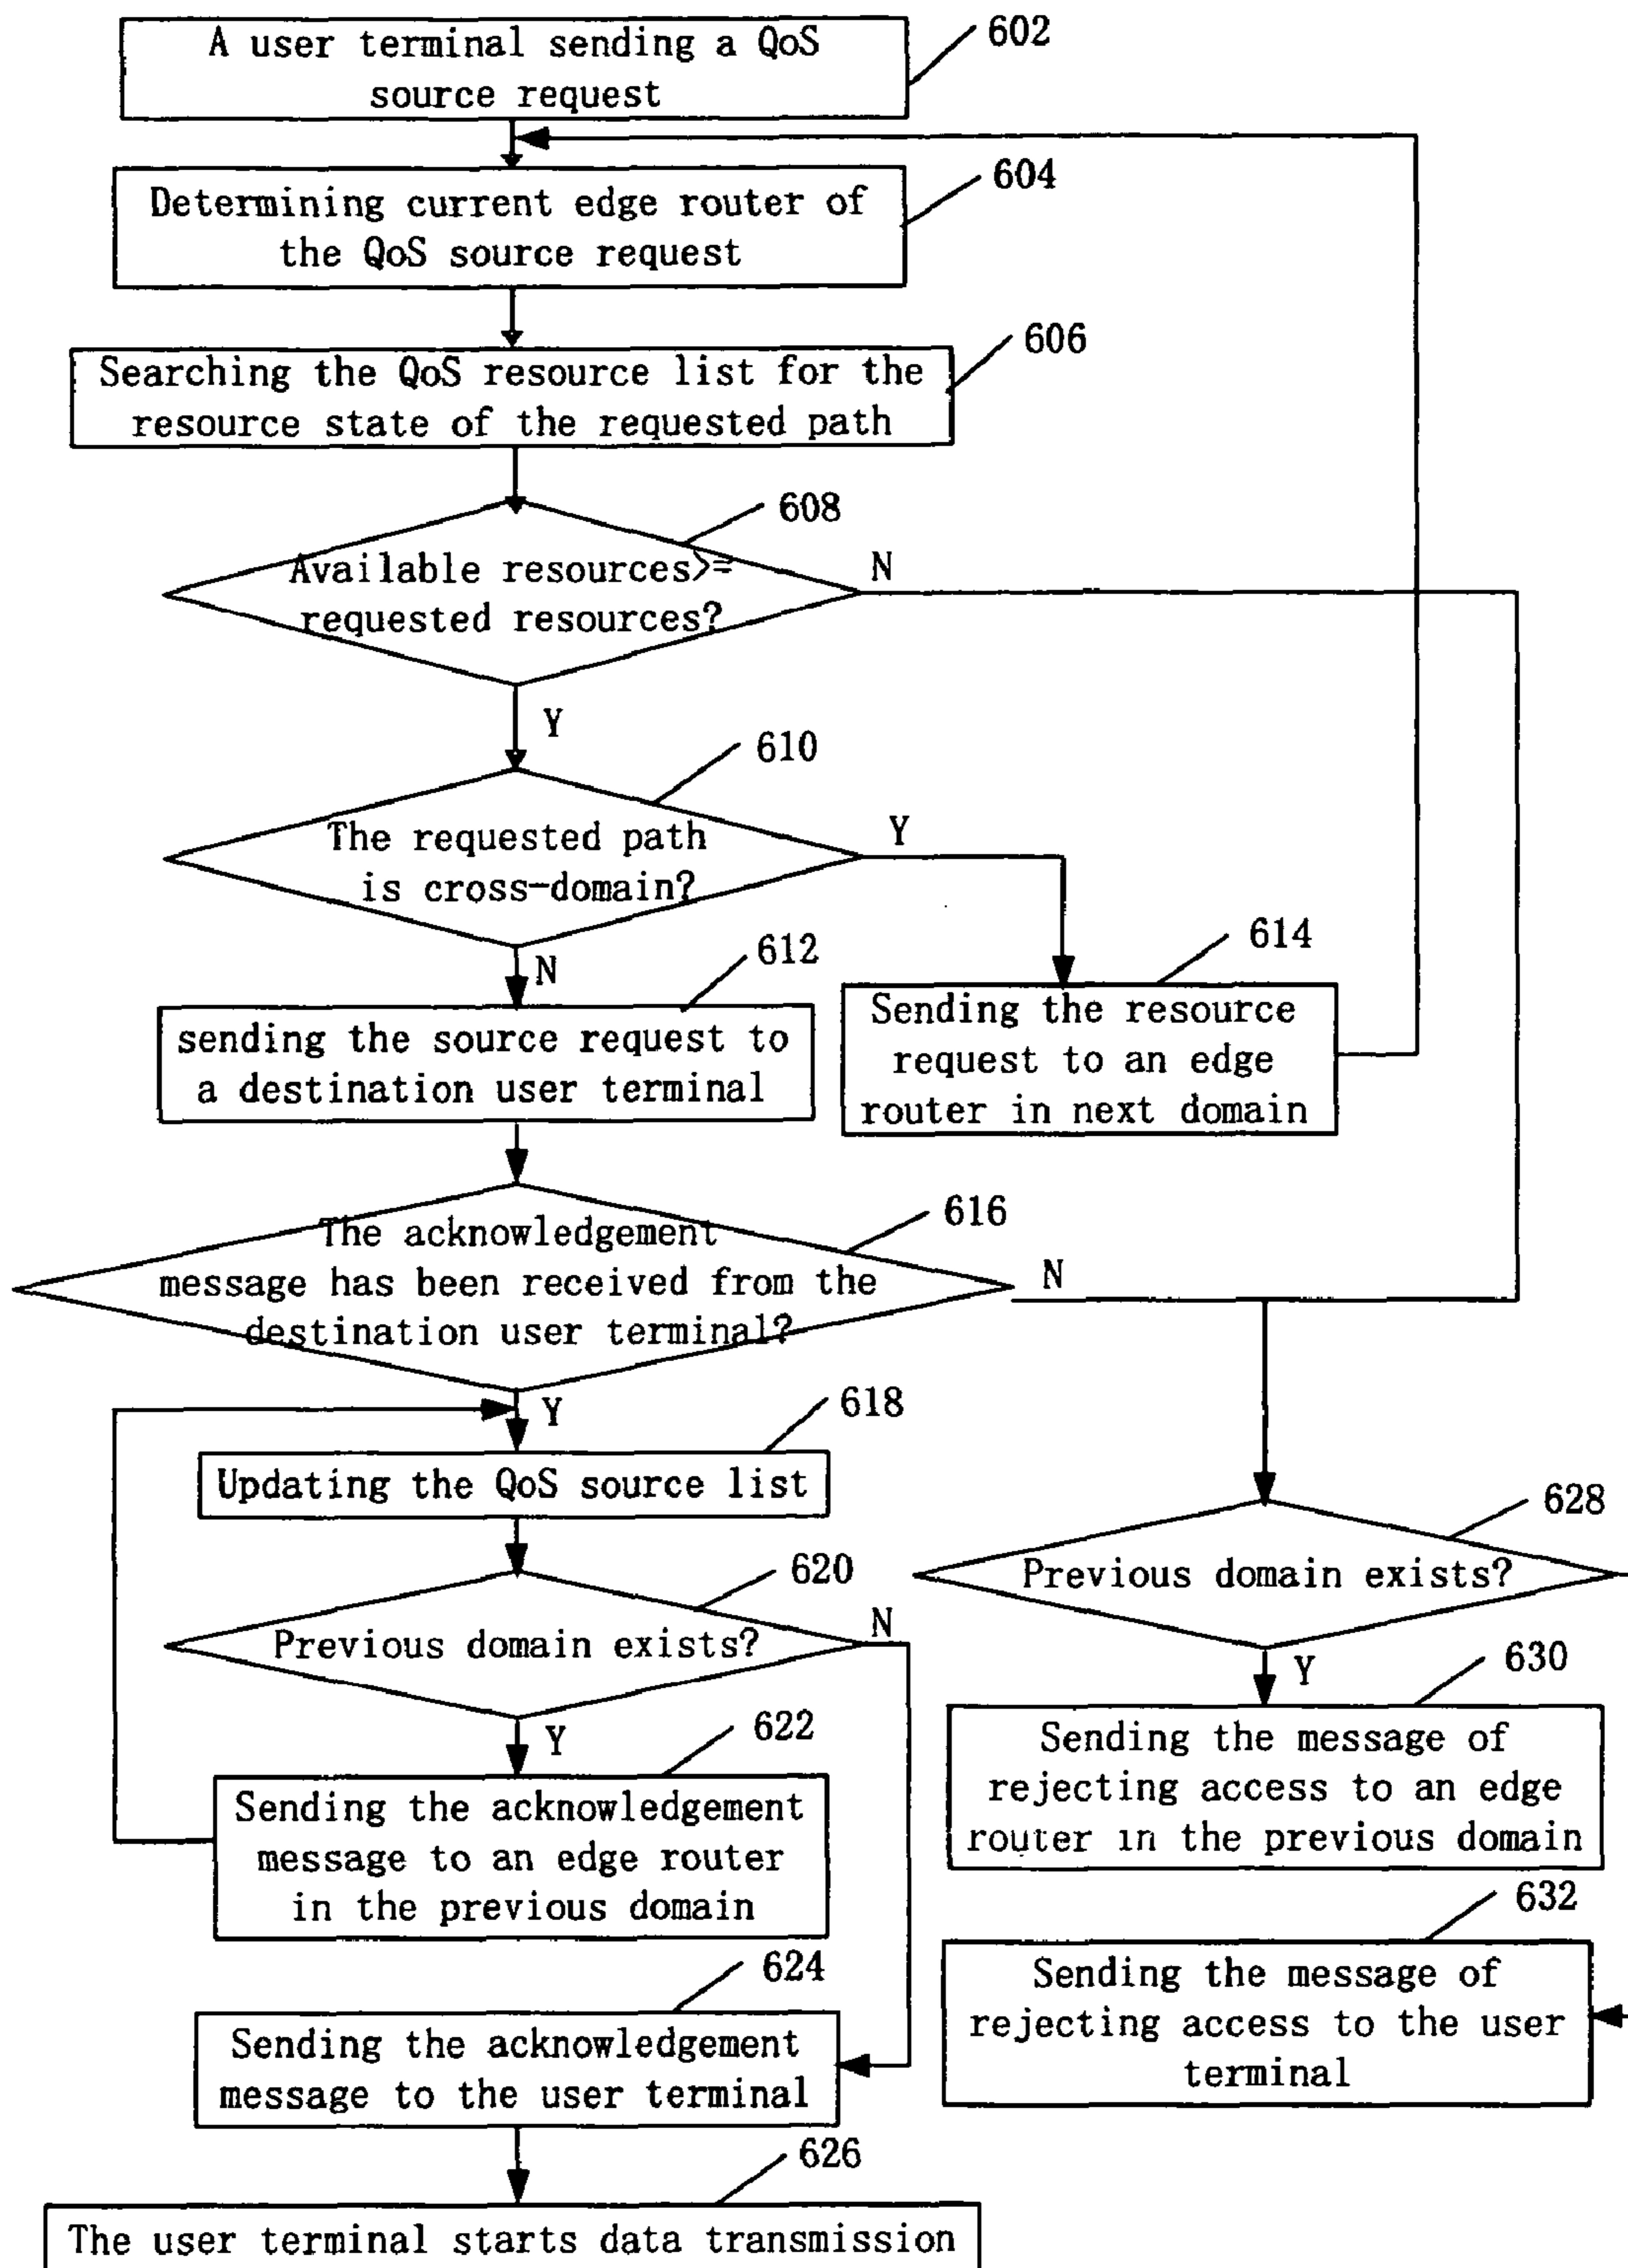 602
A user terminal sending a QoS
source request
604
Determining current edge router of
the QoS source request
606
Searching the QoS resource list for the
resource state of the requested path
608
Available resources>=
requested resources?
N
Y
610
The requested path
is cross-domain?
Y
N
612
sending the source request to
a destination user terminal
614
Sending the resource
request to an edge
router in next domain
616
The acknowledgement
message has been received from the
destination user terminal?
N
Y
618
Updating the QoS source list
620
Previous domain exists?
N
Y
622
Sending the acknowledgement
message to an edge router
in the previous domain
624
Sending the acknowledgement
message to the user terminal
626
The user terminal starts data transmission
628
Previous domain exists?
Y
630
Sending the message of
rejecting access to an edge
router in the previous domain
632
Sending the message of
rejecting access to the user
terminal